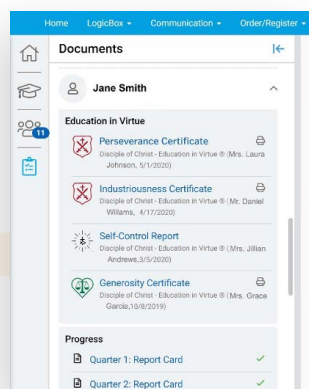 Home LogicBox Communication Order/Register
Documents
Jane Smith
11
Education in Virtue
Perseverance Certificate
Disciple of Christ - Education in Virtue ® (Mrs. Laura
Johnson, 5/1/2020)
Industriousness Certificate
Disciple of Christ - Education in Virtue ® (Mr. Daniel
Williams, 4/17/2020)
Self-Control Report
Disciple of Christ - Education in Virtue ® (Mrs. Jillian
Andrews,3/5/2020)
Generosity Certificate
Disciple of Christ - Education in Virtue ® (Mrs. Grace
Garcia,10/8/2019)
Progress
Quarter 1: Report Card
Quarter 2: Report Card